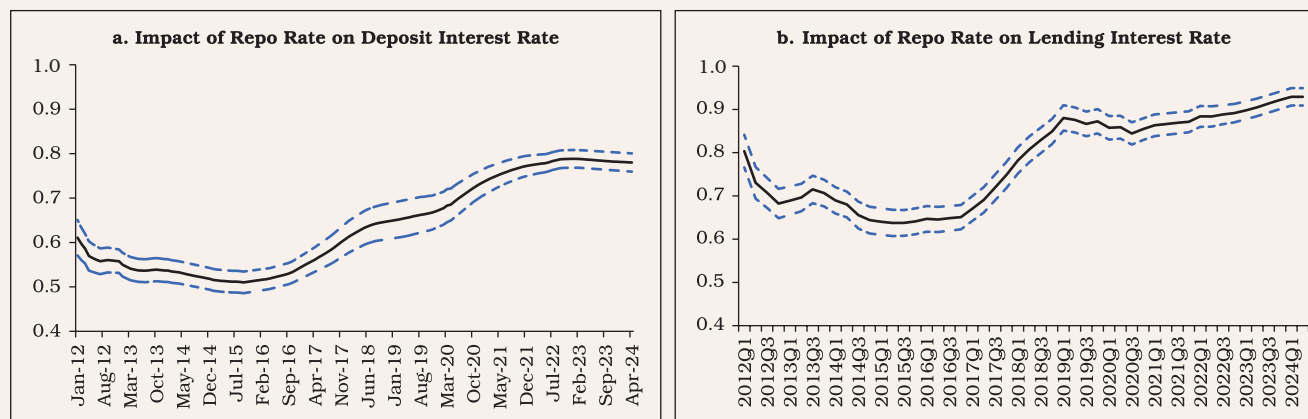 a. Impact of Repo Rate on Deposit Interest Rate
1.0
0.9
0.8
0.7
0.6
0.5
0.4
Jan-12
Aug-12
Mar-13
Oct-13
May-14
Dec-14
Jul-15
Feb-16
Sep-16
Apr-17
Nov-17
Jun-18
Jan-19
Aug-19
Mar-20
Oct-20
May-21
Dec-21
Jul-22
Feb-23
Sep-23
Apr-24
b. Impact of Repo Rate on Lending Interest Rate
1.0
0.9
0.8
0.7
0.6
0.5
0.4
2012Q1
2012Q3
2013Q1
2013Q3
2014Q1
2014Q3
2015Q1
2015Q3
2016Q1
2016Q3
2017Q1
2017Q3
2018Q1
2018Q3
2019Q1
2019Q3
2020Q1
2020Q3
2021Q1
2021Q3
2022Q1
2022Q3
2023Q1
2023Q3
2024Q1